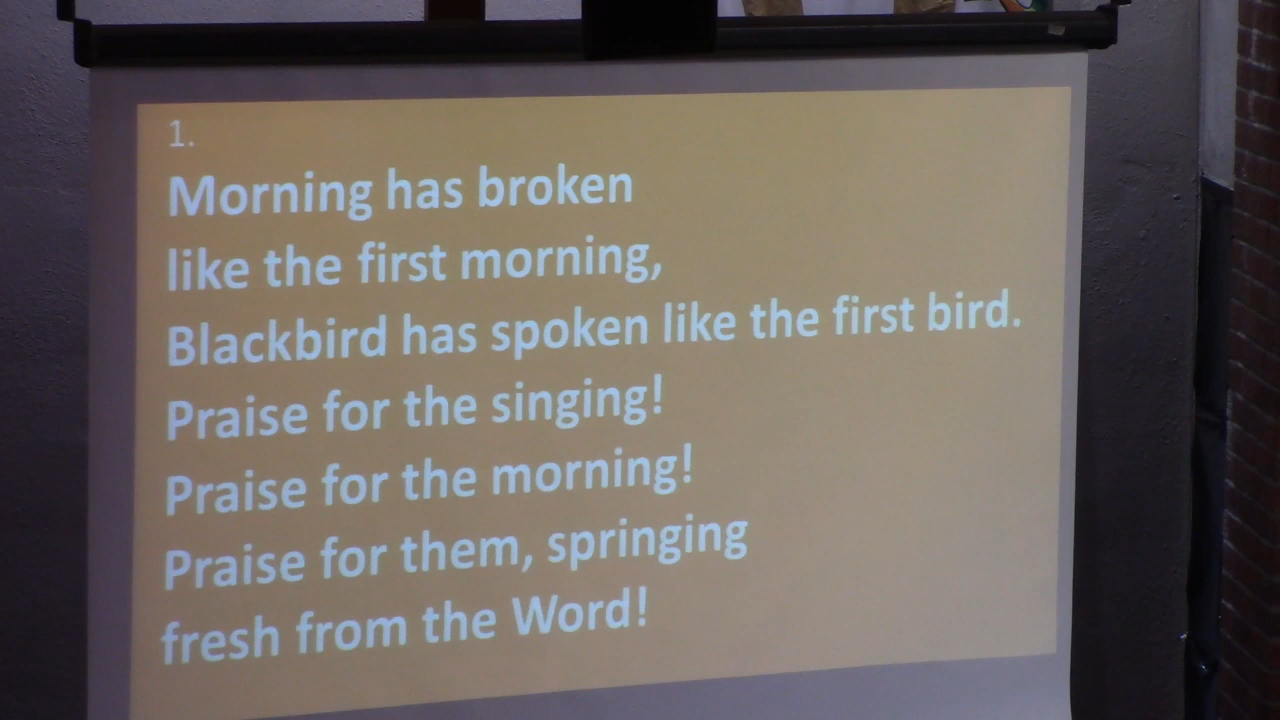 1.
Morning has broken
like the first morning,
Blackbird has spoken like the first bird.
Praise for the singing!
Praise for the morning!
Praise for them, springing
fresh from the Word!